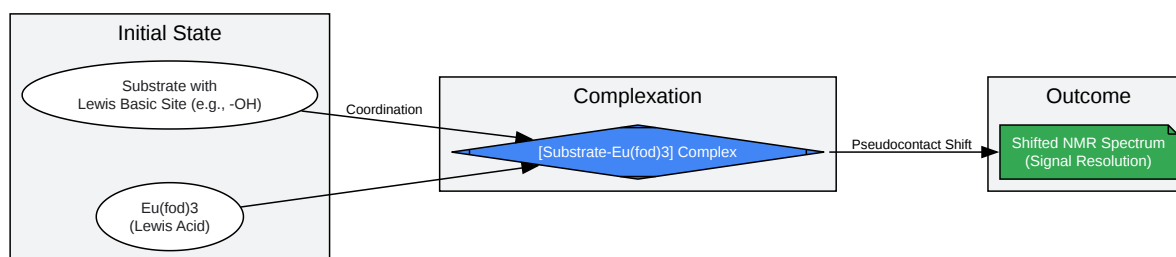 Initial State
Substrate with
Lewis Basic Site (e.g., -OH)
Eu(fod)3
(Lewis Acid)
Coordination
Complexation
[Substrate-Eu(fod)3] Complex
Pseudocontact Shift
Outcome
Shifted NMR Spectrum
(Signal Resolution)